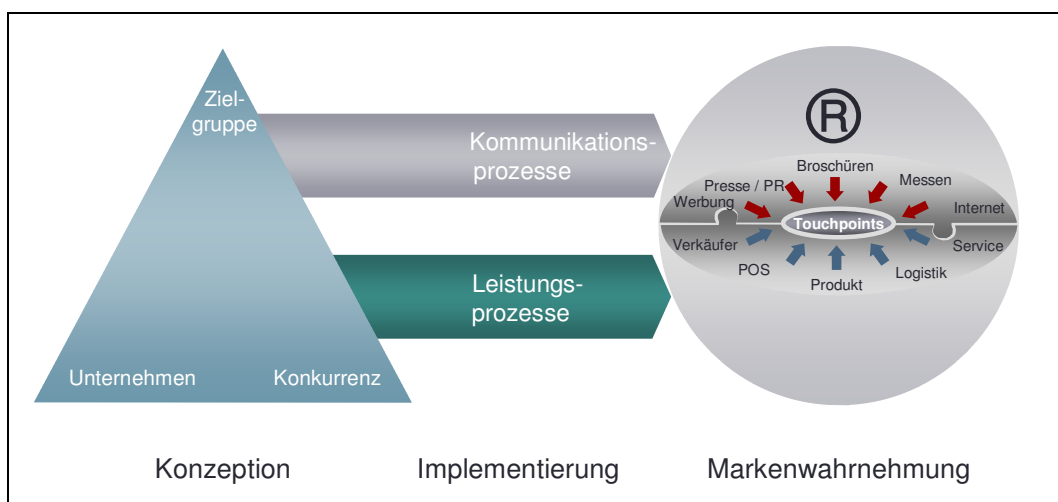 Ziel-
gruppe
Unternehmen
Konkurrenz
Kommunikations-
prozesse
Leistungs-
prozesse
®
Broschüren
Presse / PR
Messen
Werbung
Internet
Touchpoints
Verkäufer
Service
POS
Logistik
Produkt
Konzeption
Implementierung
Markenwahrnehmung